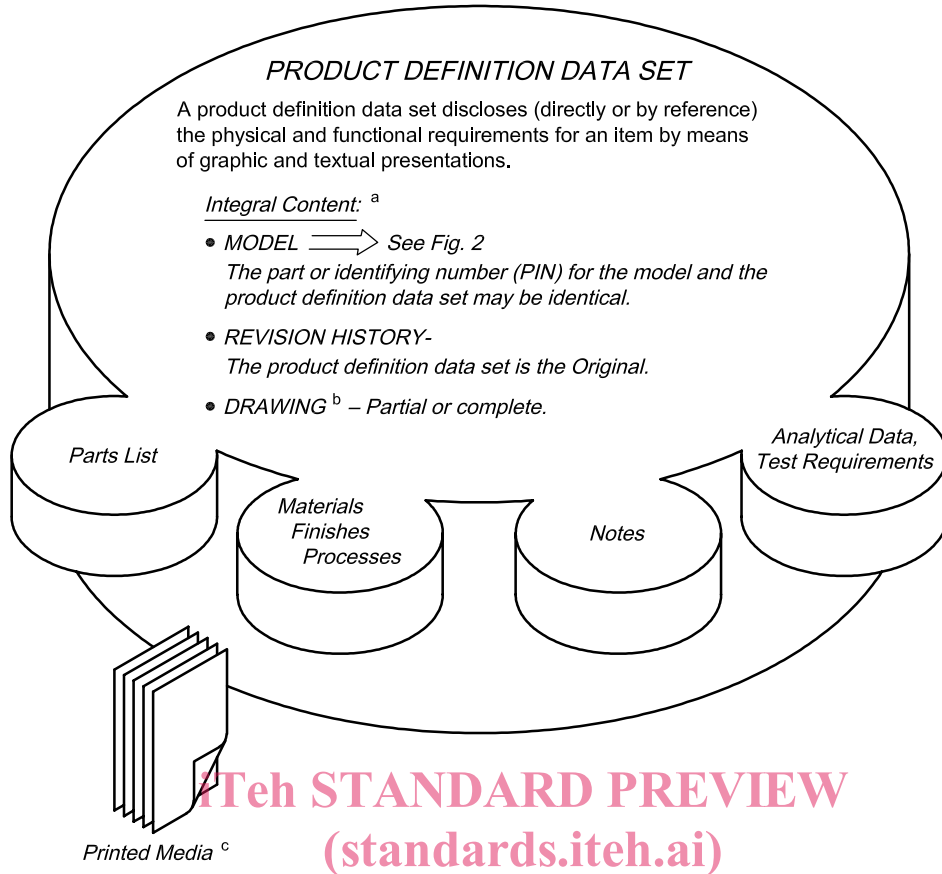 PRODUCT DEFINITION DATA SET
A product definition data set discloses (directly or by reference)
the physical and functional requirements for an item by means
of graphic and textual presentations.
Integral Content: a
• MODEL See Fig. 2
The part or identifying number (PIN) for the model and the
product definition data set may be identical.
• REVISION HISTORY-
The product definition data set is the Original.
• DRAWING b – Partial or complete.
Parts List
Materials
Finishes
Processes
Notes
Analytical Data,
Test Requirements
Printed Media c
iTeh STANDARD PREVIEW
(standards.iteh.ai)